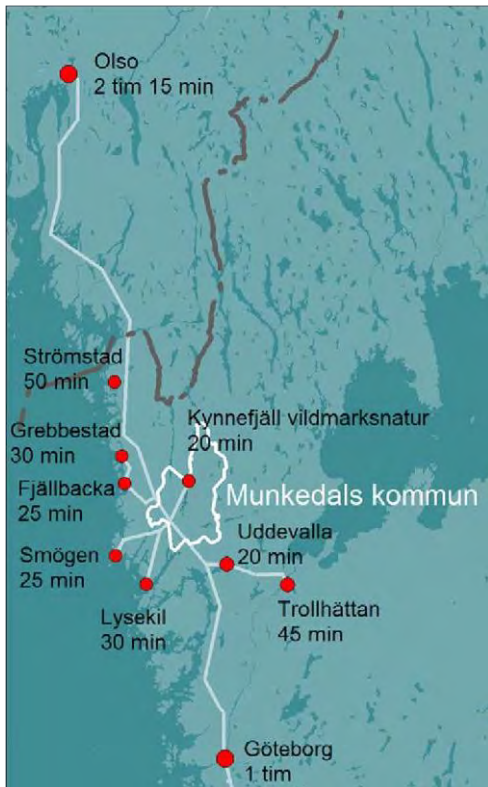 Olso
2 tim 15 min
Strömstad
50 min
Kynnefjäll vildmarksnatur
20 min
Grebbestad
30 min
Fjällbacka
25 min
Munkedals kommun
Uddevalla
20 min
Smögen
25 min
Trollhättan
45 min
Lysekil
30 min
Göteborg
1 tim